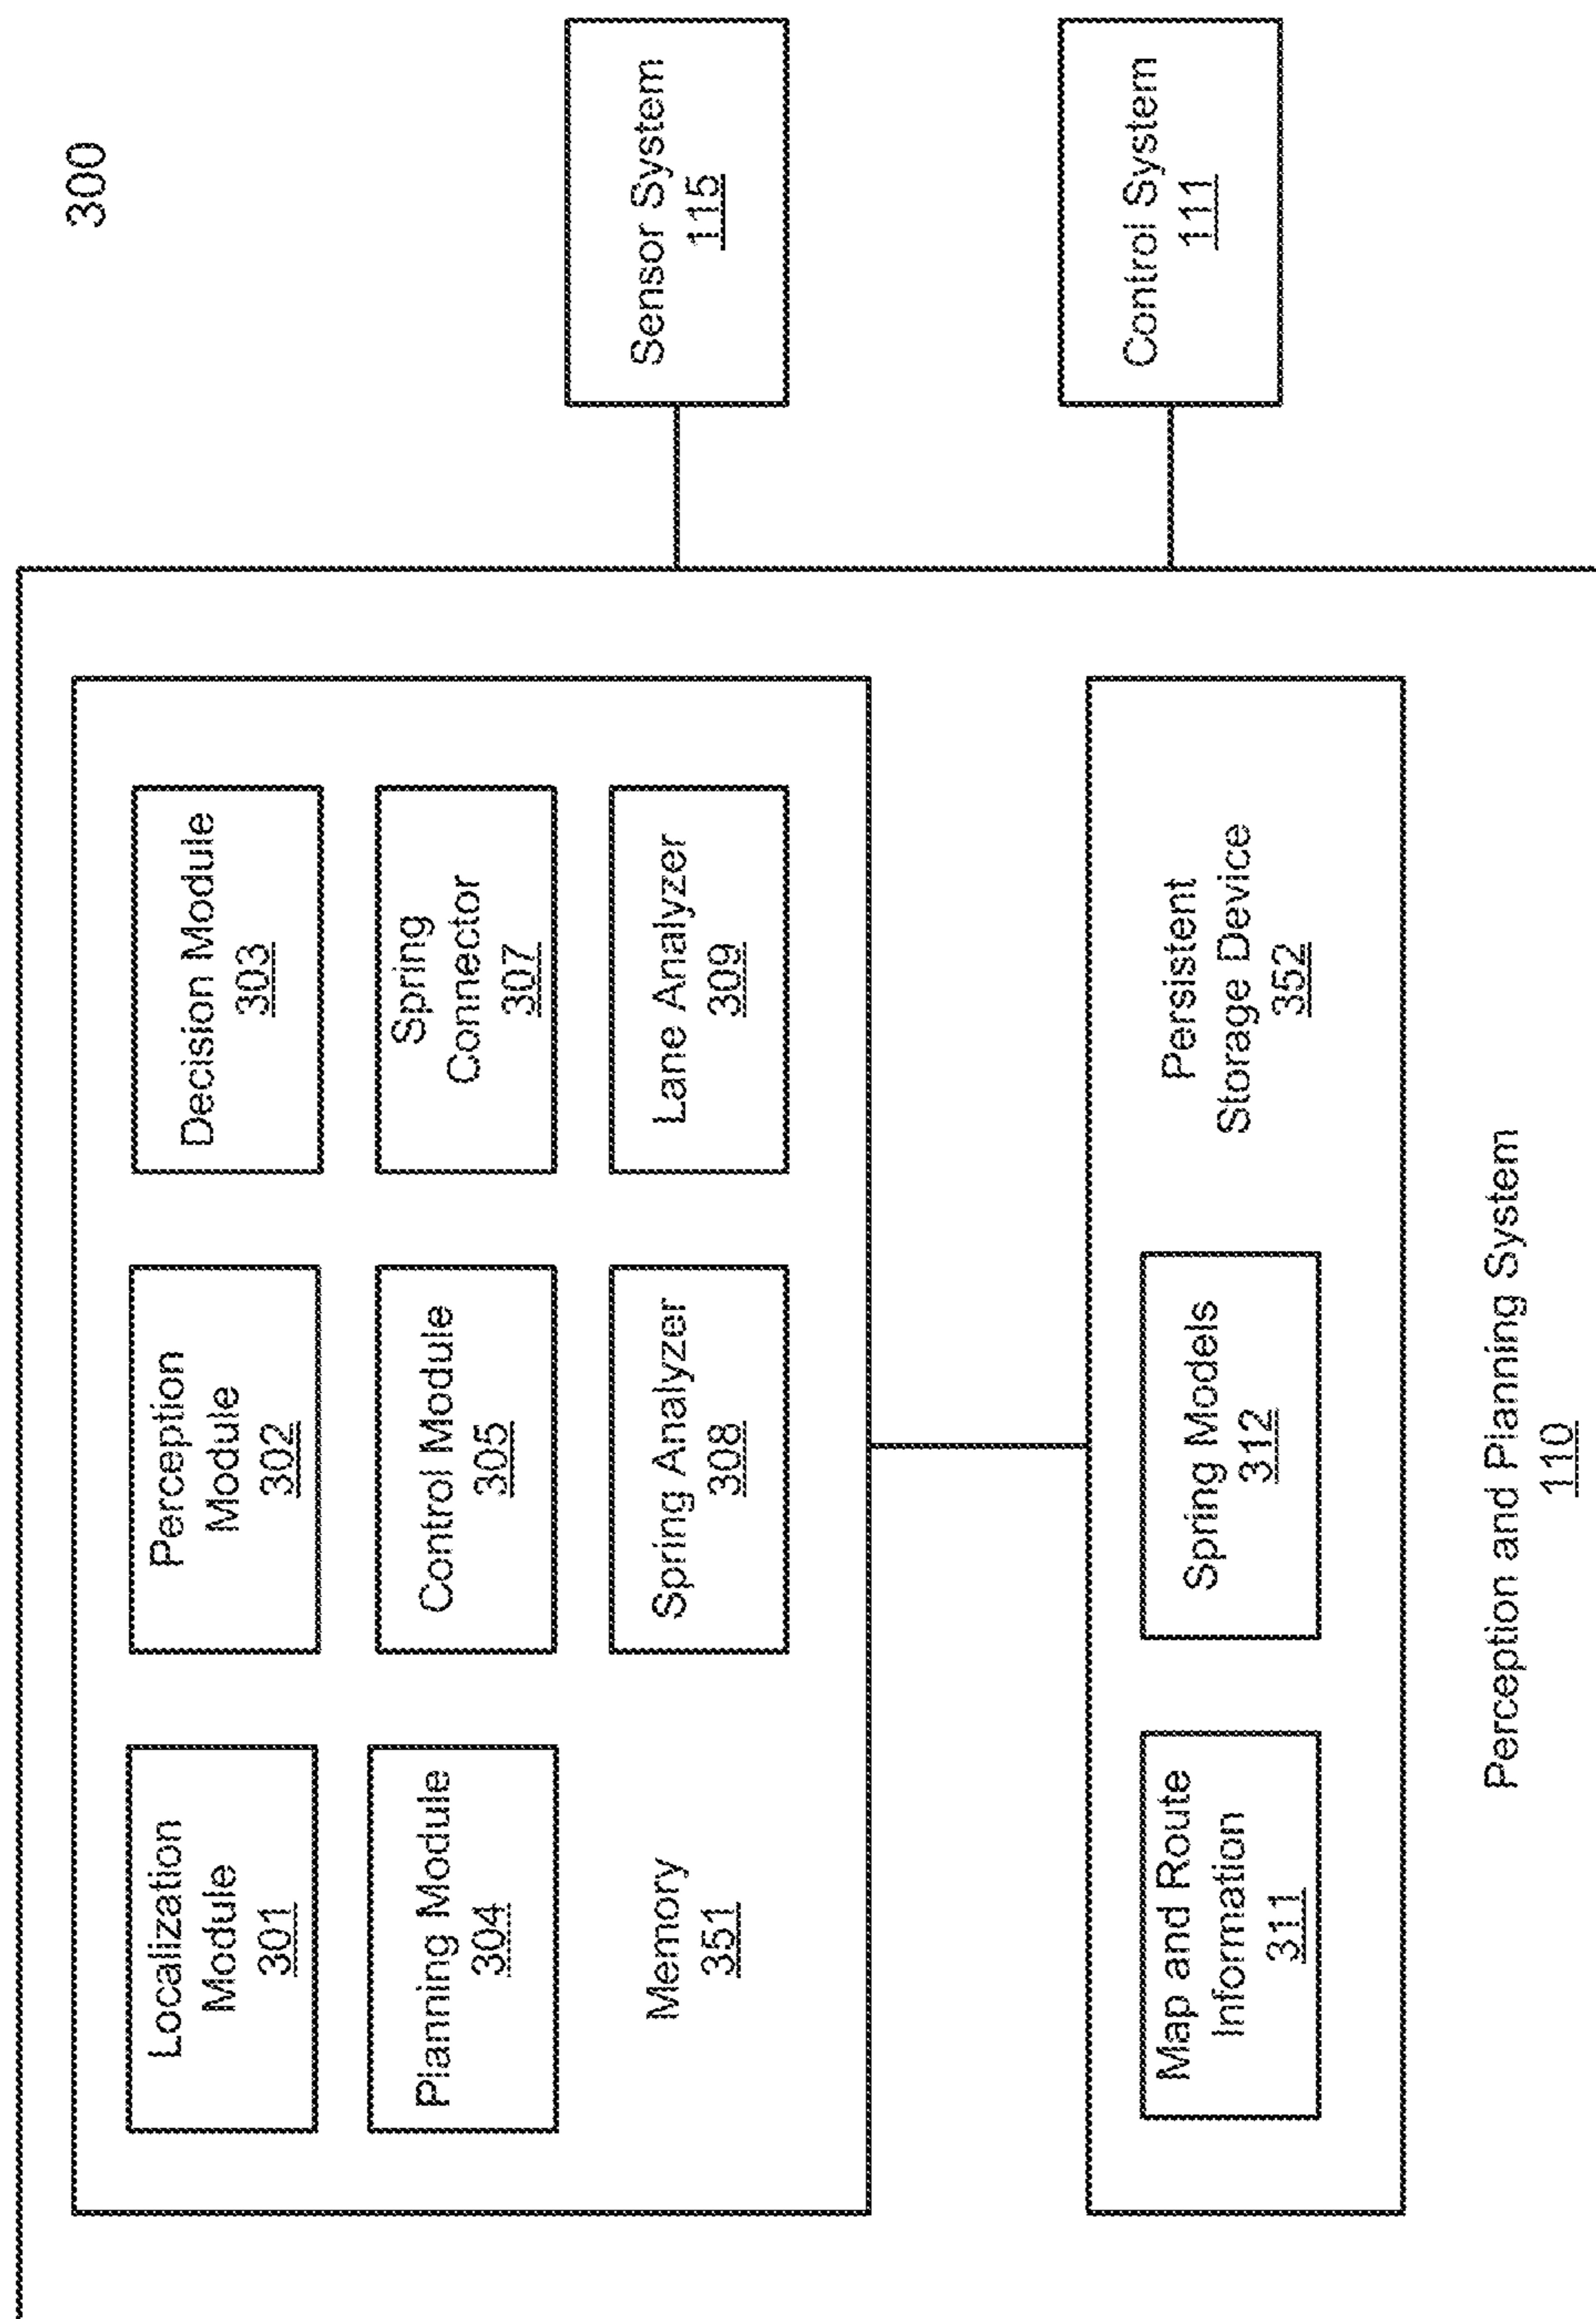 300
Localization
Module
301
Perception
Module
302
Decision Module
303
Planning Module
304
Control Module
305
Spring
Connector
307
Memory
351
Spring Analyzer
308
Lane Analyzer
309
Map and Route
Information
311
Spring Models
312
Persistent
Storage Device
352
Perception and Planning System
110
Sensor System
115
Control System
111